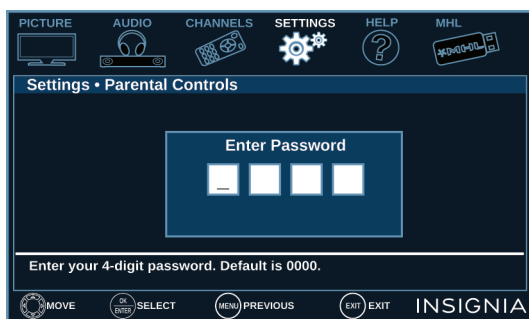 PICTURE AUDIO CHANNELS SETTINGS HELP MHL
MHL
Settings • Parental Controls
Enter Password
_
Enter your 4-digit password. Default is 0000.
MOVE OK ENTER SELECT MENU PREVIOUS EXIT EXIT INSIGNIA